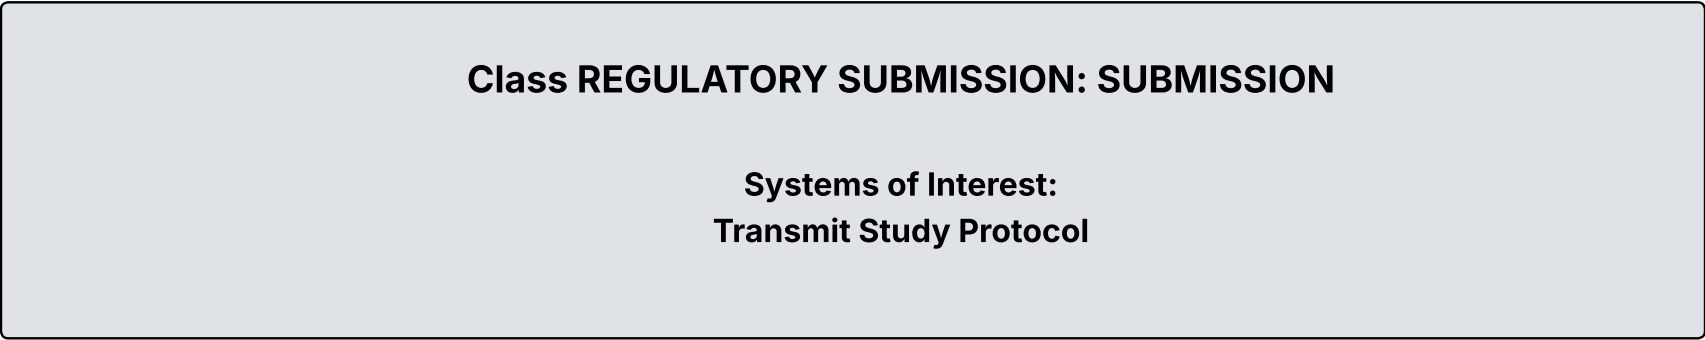 Class REGULATORY SUBMISSION: SUBMISSION
Systems of Interest:
Transmit Study Protocol